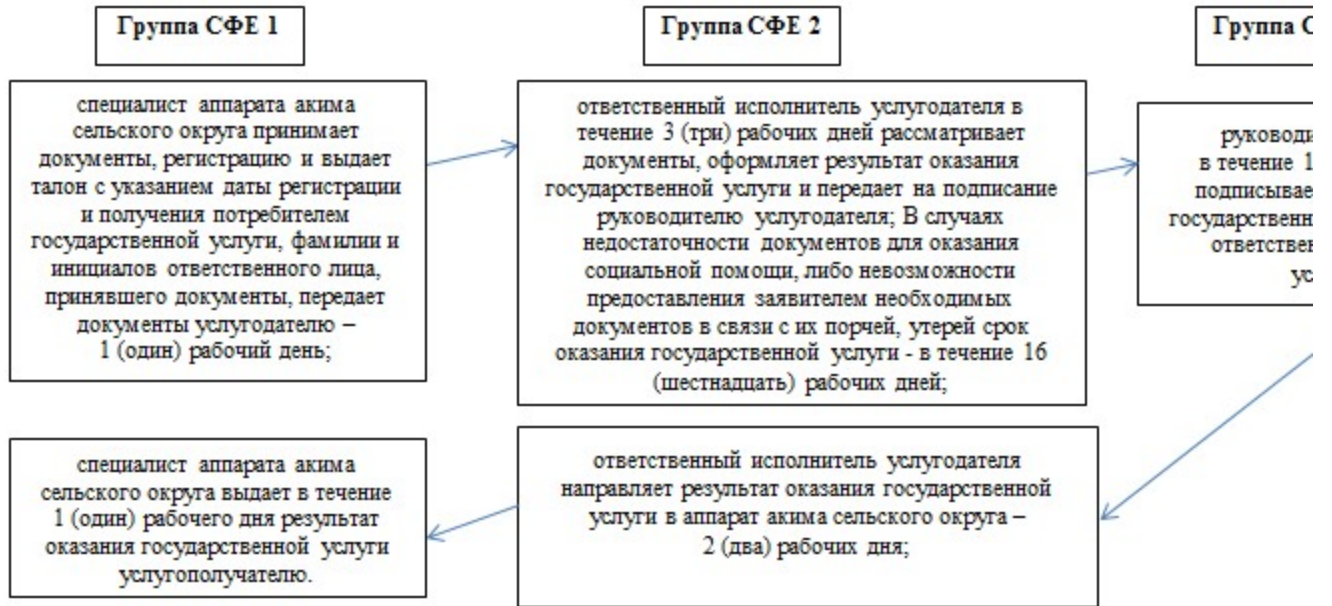 Группа СФЕ 1
специалист аппарата акима
сельского округа принимает
документы, регистрацию и выдает
талон с указанием даты регистрации
и получения потребителем
государственной услуги, фамилии и
инициалов ответственного лица,
принявшего документы, передает
документы услугодателю –
1 (один) рабочий день;
Группа СФЕ 2
ответственный исполнитель услугодателя в
течение 3 (три) рабочих дней рассматривает
документы, оформляет результат оказания
государственной услуги и передает на подписание
руководителю услугодателя; В случаях
недостаточности документов для оказания
социальной помощи, либо невозможности
предоставления заявителем необходимых
документов в связи с их порчей, утерей срок
оказания государственной услуги - в течение 16
(шестнадцать) рабочих дней;
Группа
в течение 1
ответственный исполнитель услугодателя
направляет результат оказания государственной
услуги в аппарат акима сельского округа –
2 (два) рабочих дня;
специалист аппарата акима
сельского округа выдает в течение
1 (один) рабочего дня результат
оказания государственной услуги
услугополучателю.